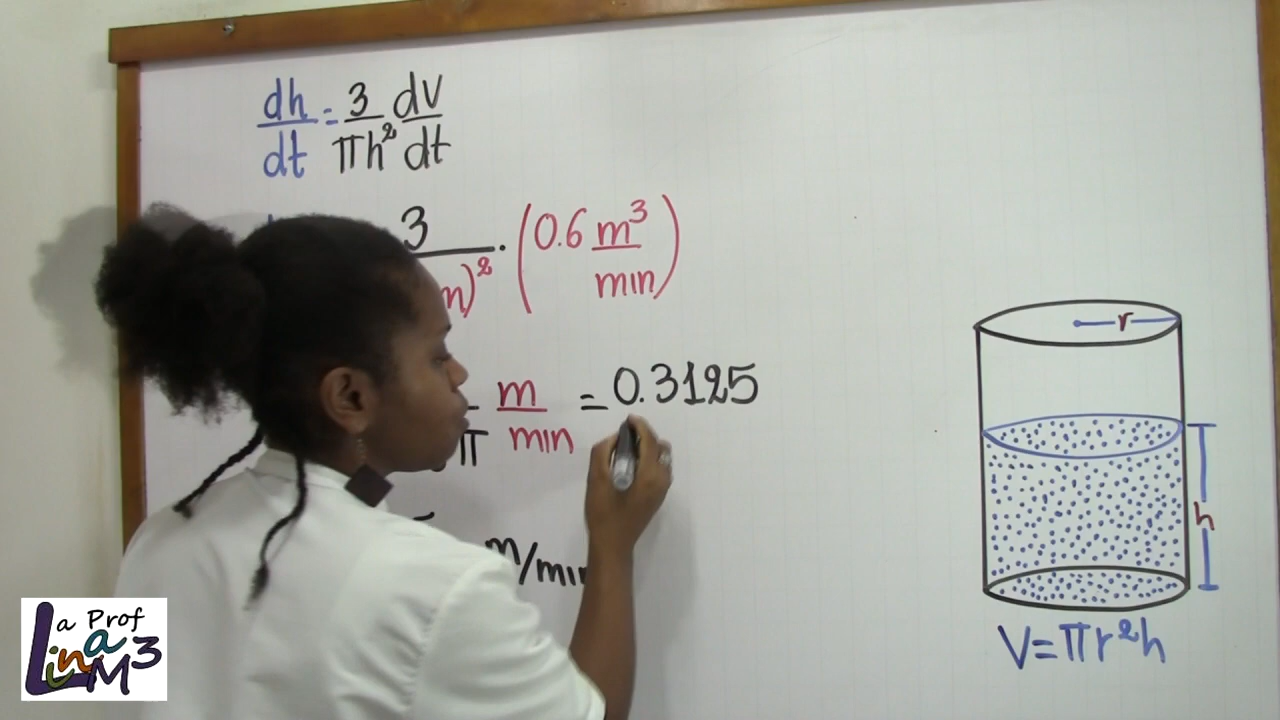 dh/dt = 3/πh² dV/dt
3
m)² · (0.6 m³/min)
π m/min = 0.3125
m/min
r
h
V=πr²h
La Prof
Lina M3